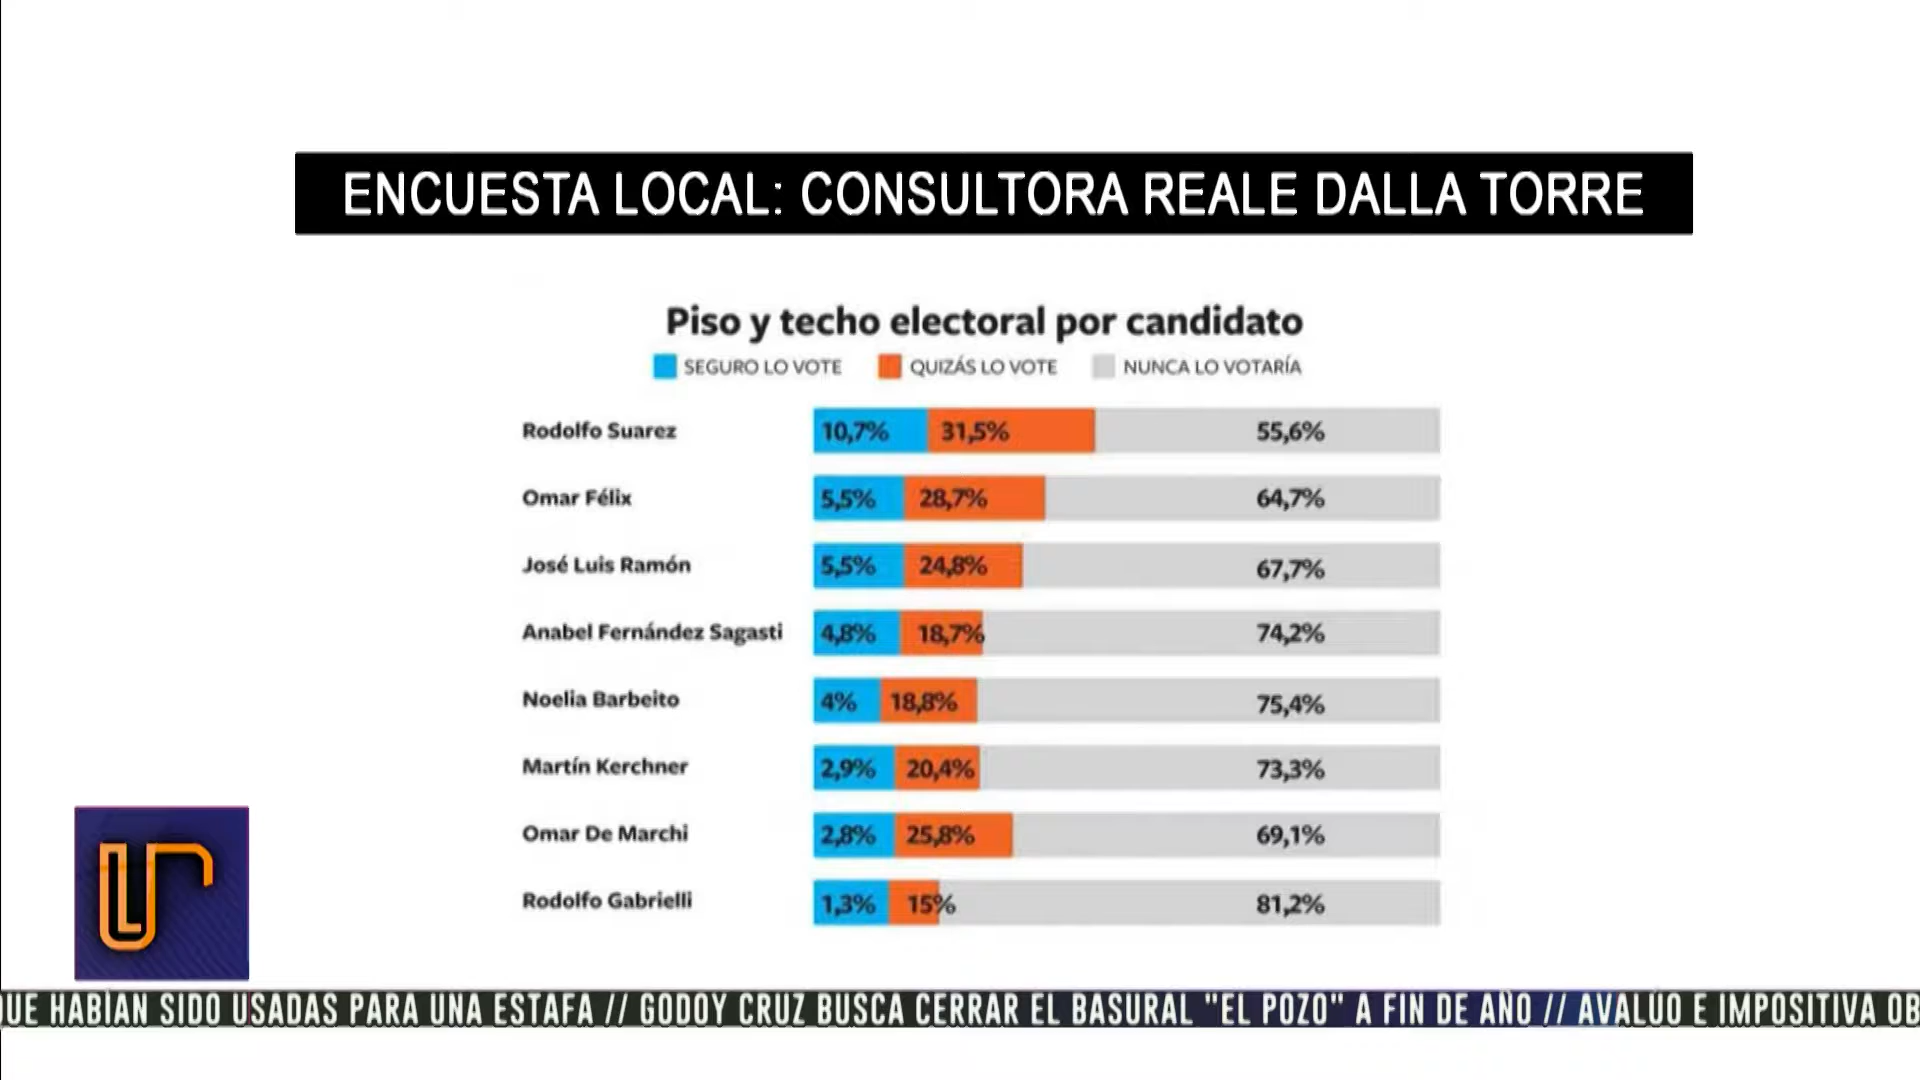 ENCUESTA LOCAL: CONSULTORA REALE DALLA TORRE
Piso y techo electoral por candidato
SEGURO LO VOTE QUIZÁS LO VOTE NUNCA LO VOTARÍA
Rodolfo Suarez 10,7% 31,5% 55,6%
Omar Félix 5,5% 28,7% 64,7%
José Luis Ramón 5,5% 24,8% 67,7%
Anabel Fernández Sagasti 4,8% 18,7% 74,2%
Noelia Barbeito 4% 18,8% 75,4%
Martín Kerchner 2,9% 20,4% 73,3%
Omar De Marchi 2,8% 25,8% 69,1%
Rodolfo Gabrielli 1,3% 15% 81,2%
QUE HABÍAN SIDO USADAS PARA UNA ESTAFA // GODOY CRUZ BUSCA CERRAR EL BASURAL "EL POZO" A FIN DE AÑO // AVALÚO E IMPOSITIVA OB